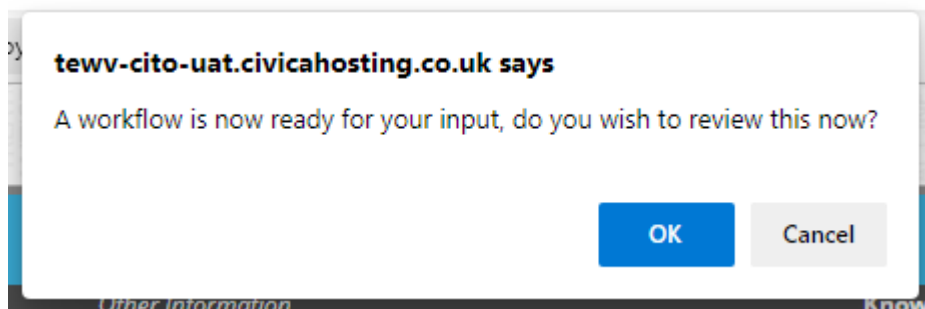 tewv-cito-uat.civicahosting.co.uk says
A workflow is now ready for your input, do you wish to review this now?
OK
Cancel
Other Information
Know